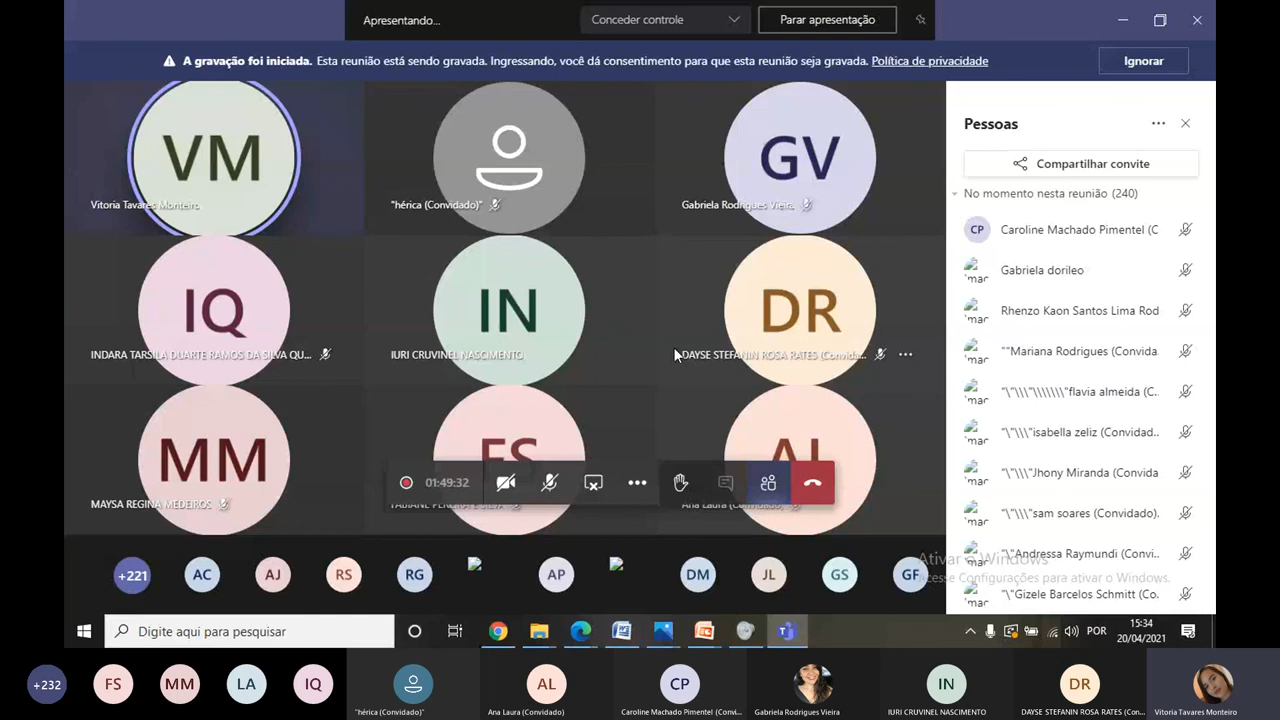 Apresentando...
Conceder controle
Parar apresentação
A gravação foi iniciada. Esta reunião está sendo gravada. Ingressando, você dá consentimento para que esta reunião seja gravada. Política de privacidade
Ignorar
VM
Vitoria Tavares Monteiro
"hérica (Convidado)"
GV
Gabriela Rodrigues Vieira
IQ
INDARA TARSILA DUARTE RAMOS DA SILVA QU...
IN
IURI CRUVINEL NASCIMENTO
DR
DAYSE STEFANIN ROSA RATES (Convida...
MM
MAYSA REGINA MEDEIROS
FS
FABIANE PEREIRA E SILVA
AL
Ana Laura (Convidado)
01:49:32
Pessoas
Compartilhar convite
No momento nesta reunião (240)
CP
Caroline Machado Pimentel (C
Gabriela dorileo
Rhenzo Kaon Santos Lima Rod
""Mariana Rodrigues (Convida.
"\"\\\"\\\\\\\"flavia almeida (C.
"\"\\\"isabella zeliz (Convidad..
"\"\\\"Jhony Miranda (Convida
"\"\\\"sam soares (Convidado).
"\"Andressa Raymundi (Convi..
"\"Gizele Barcelos Schmitt (Co.
+221
AC
AJ
RS
RG
AP
DM
JL
GS
GF
Ativar o Windows
Acesse Configurações para ativar o Windows.
Digite aqui para pesquisar
POR
15:34
20/04/2021
+232
FS
MM
LA
IQ
"hérica (Convidado)"
AL
Ana Laura (Convidado)
CP
Caroline Machado Pimentel (Convi...
Gabriela Rodrigues Vieira
IN
IURI CRUVINEL NASCIMENTO
DR
DAYSE STEFANIN ROSA RATES (Con...
Vitoria Tavares Monteiro